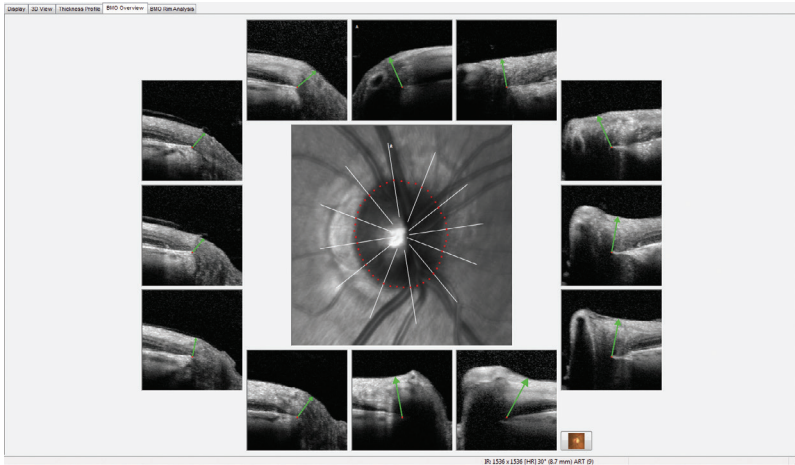 Display 3D View Thickness Profile BMO Overview BMO Rim Analysis
IR 1536 x 1536 [HR] 30° (8.7 mm) ART (9)